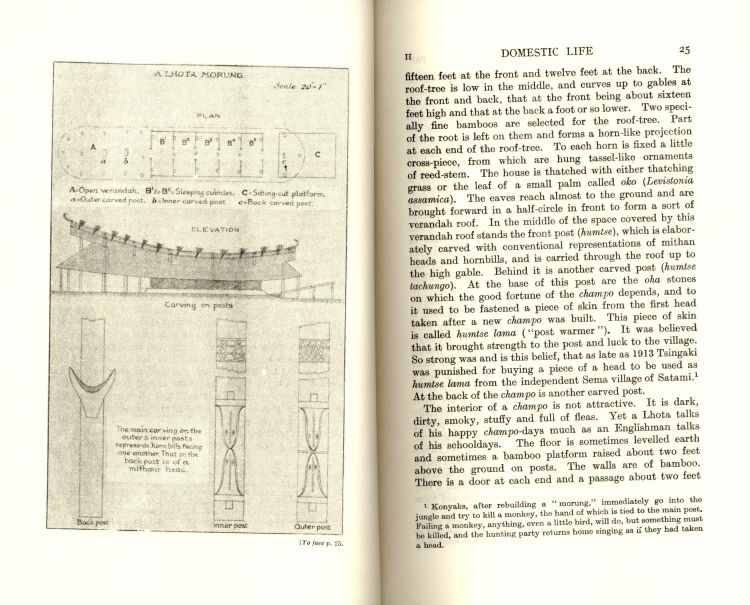 A LHOTA MORUNG
Scale 20'=1"
PLAN
A
a
b
B¹
B²
B³
B⁴
B⁵
c
C
A=Open verandah. B¹ to B⁵=Sleeping cubicles. C=Sitting-out platform.
a=Outer carved post. b=Inner carved post c=Back carved post.
ELEVATION
Carving on posts
The main carving on the
outer & inner posts
represents horn bills facing
one another. That on the
back post is of a
mithans head.
Back post
Inner post
Outer post
[To face p. 25.
II
DOMESTIC LIFE
25
fifteen feet at the front and twelve feet at the back. The
roof-tree is low in the middle, and curves up to gables at
the front and back, that at the front being about sixteen
feet high and that at the back a foot or so lower. Two speci-
ally fine bamboos are selected for the roof-tree. Part
of the root is left on them and forms a horn-like projection
at each end of the roof-tree. To each horn is fixed a little
cross-piece, from which are hung tassel-like ornaments
of reed-stem. The house is thatched with either thatching
grass or the leaf of a small palm called oko (Levistonia
assamica). The eaves reach almost to the ground and are
brought forward in a half-circle in front to form a sort of
verandah roof. In the middle of the space covered by this
verandah roof stands the front post (humtse), which is elabor-
ately carved with conventional representations of mithan
heads and hornbills, and is carried through the roof up to
the high gable. Behind it is another carved post (humtse
tachungo). At the base of this post are the oha stones
on which the good fortune of the champo depends, and to
it used to be fastened a piece of skin from the first head
taken after a new champo was built. This piece of skin
is called humtse lama (“post warmer”). It was believed
that it brought strength to the post and luck to the village.
So strong was and is this belief, that as late as 1913 Tsingaki
was punished for buying a piece of a head to be used as
humtse lama from the independent Sema village of Satami.¹
At the back of the champo is another carved post.
The interior of a champo is not attractive. It is dark,
dirty, smoky, stuffy and full of fleas. Yet a Lhota talks
of his happy champo-days much as an Englishman talks
of his schooldays. The floor is sometimes levelled earth
and sometimes a bamboo platform raised about two feet
above the ground on posts. The walls are of bamboo.
There is a door at each end and a passage about two feet
¹ Konyaks, after rebuilding a “morung,” immediately go into the
jungle and try to kill a monkey, the hand of which is tied to the main post.
Failing a monkey, anything, even a little bird, will do, but something must
be killed, and the hunting party returns home singing as if they had taken
a head.